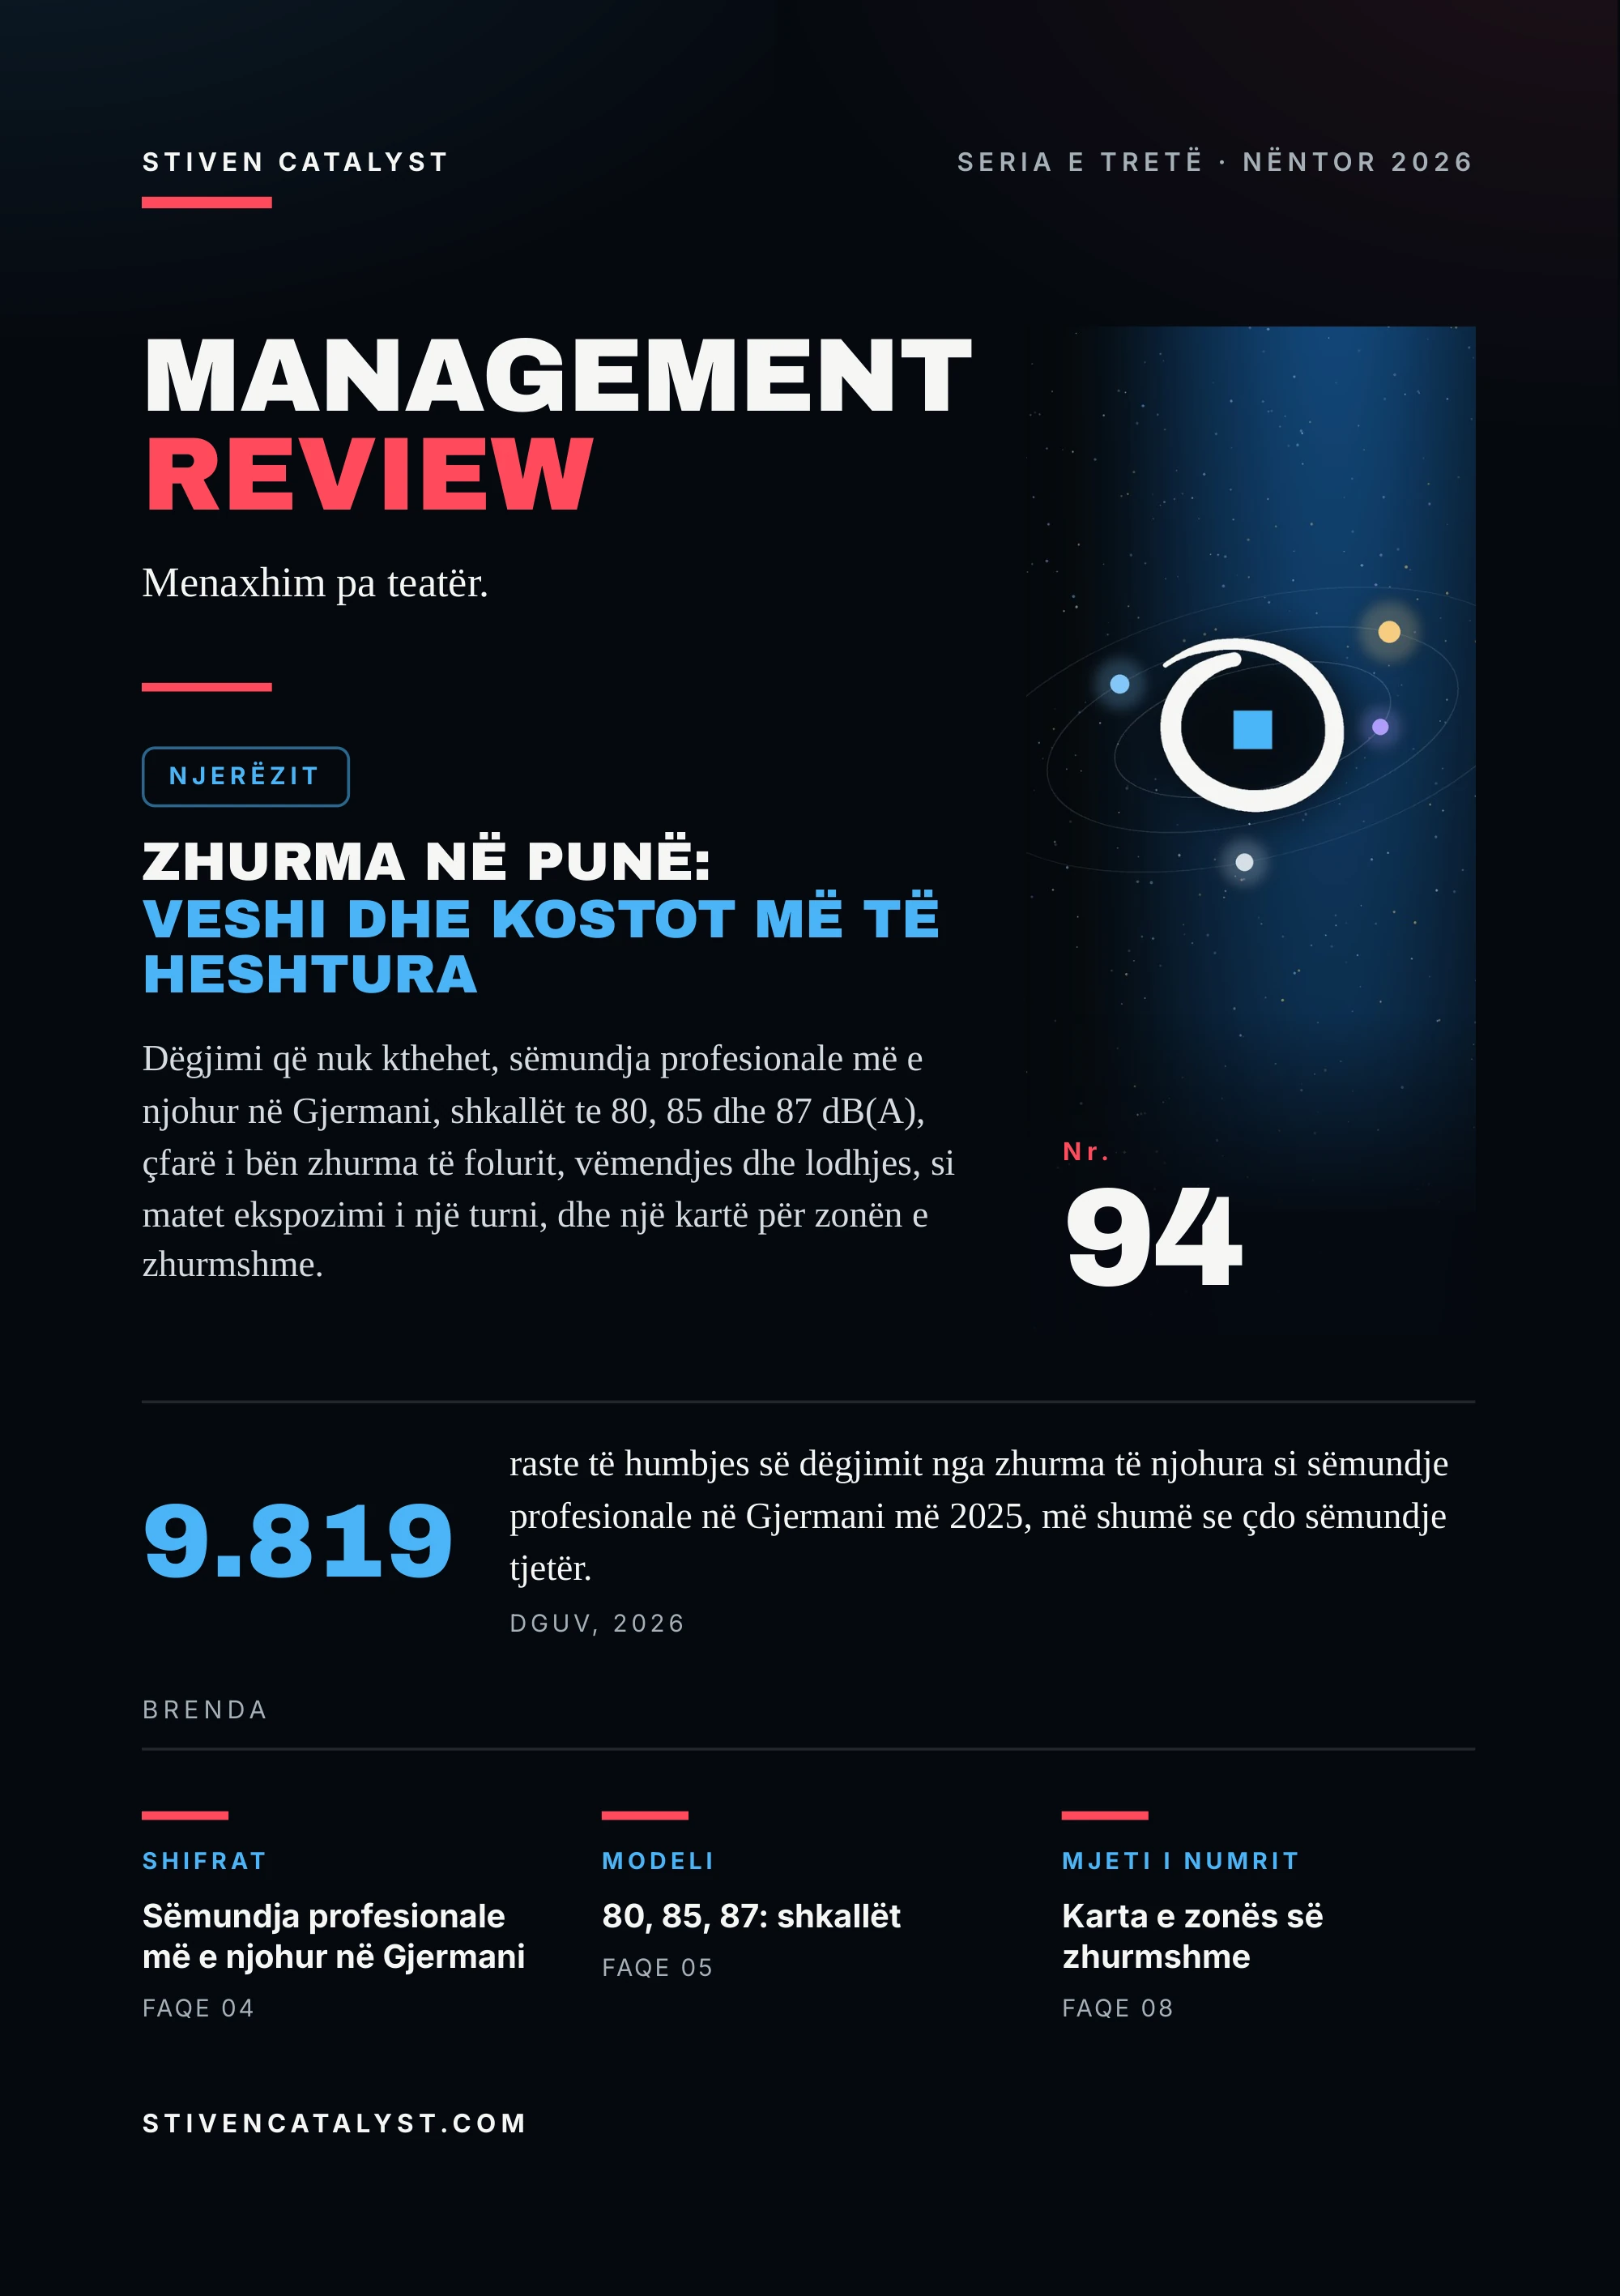 STIVEN CATALYST
SERIA E TRETË · NËNTOR 2026
MANAGEMENT
REVIEW
Menaxhim pa teatër.
NJERËZIT
ZHURMA NË PUNË:
VESHI DHE KOSTOT MË TË
HESHTURA
Dëgjimi që nuk kthehet, sëmundja profesionale më e
njohur në Gjermani, shkallët te 80, 85 dhe 87 dB(A),
çfarë i bën zhurma të folurit, vëmendjes dhe lodhjes, si
matet ekspozimi i një turni, dhe një kartë për zonën e
zhurmshme.
Nr.
94
9.819
raste të humbjes së dëgjimit nga zhurma të njohura si sëmundje
profesionale në Gjermani më 2025, më shumë se çdo sëmundje
tjetër.
DGUV, 2026
BRENDA
SHIFRAT
Sëmundja profesionale
më e njohur në Gjermani
FAQE 04
MODELI
80, 85, 87: shkallët
FAQE 05
MJETI I NUMRIT
Karta e zonës së
zhurmshme
FAQE 08
STIVENCATALYST.COM